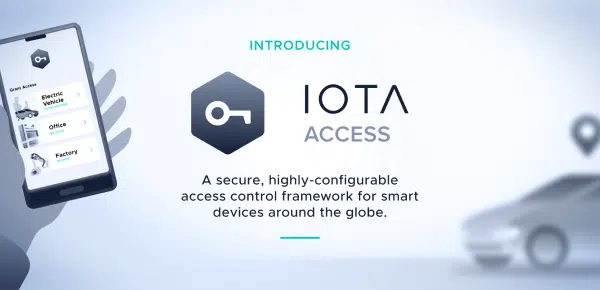 INTRODUCING
IOTA
ACCESS
A secure, highly-configurable
access control framework for smart
devices around the globe.
Grant Access
Electric
Vehicle
Office
Factory